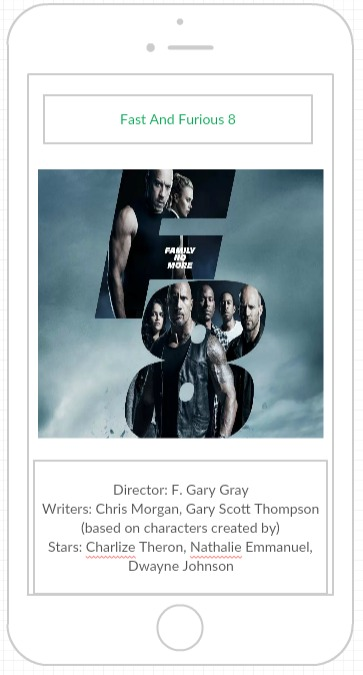 Fast And Furious 8
F
FAMILY
NO
MORE
8
Director: F. Gary Gray
Writers: Chris Morgan, Gary Scott Thompson
(based on characters created by)
Stars: Charlize Theron, Nathalie Emmanuel,
Dwayne Johnson